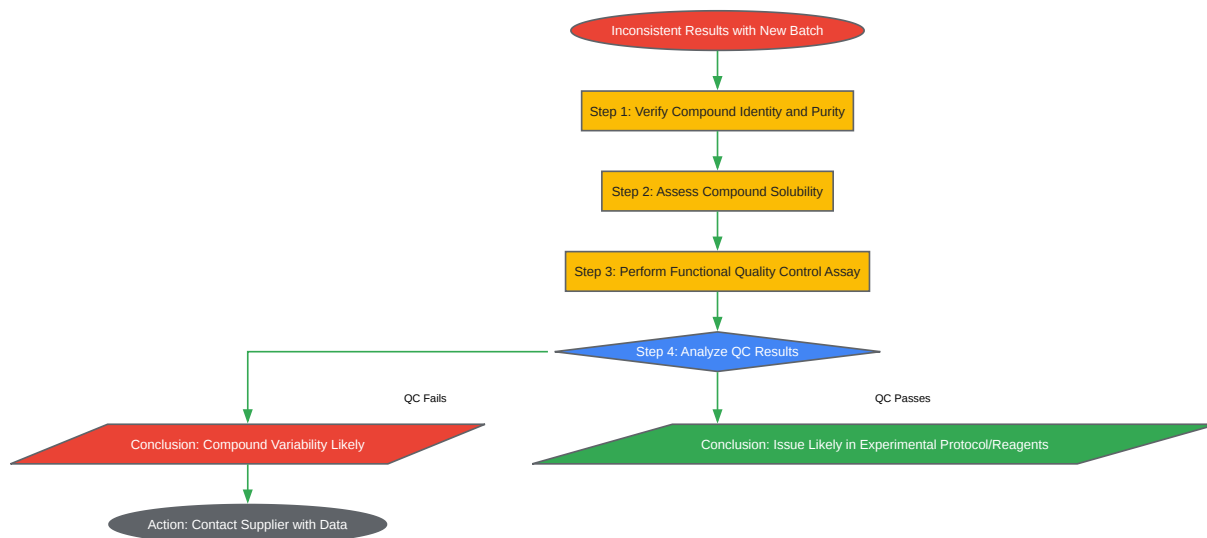 Inconsistent Results with New Batch
Step 1: Verify Compound Identity and Purity
Step 2: Assess Compound Solubility
Step 3: Perform Functional Quality Control Assay
Step 4: Analyze QC Results
QC Fails
QC Passes
Conclusion: Compound Variability Likely
Conclusion: Issue Likely in Experimental Protocol/Reagents
Action: Contact Supplier with Data